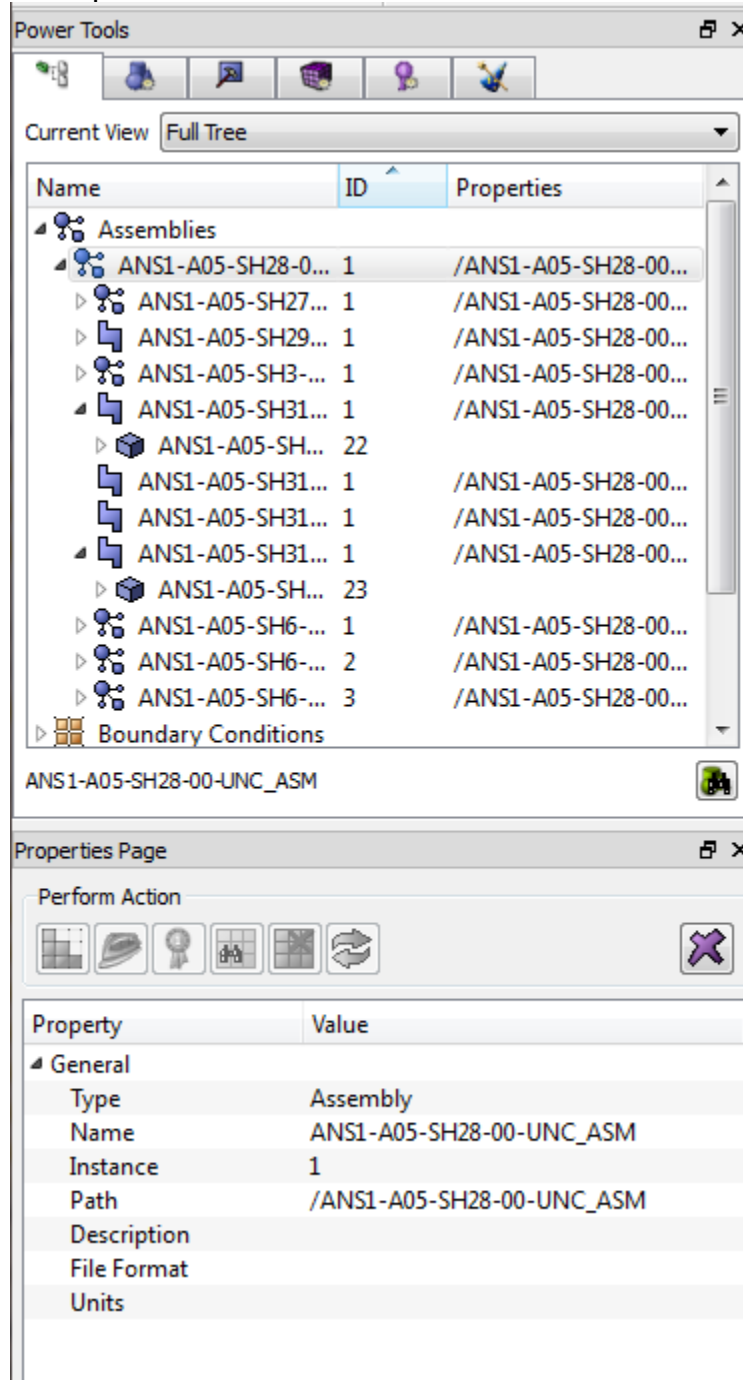 Power Tools
Current View Full Tree
Name ID Properties
Assemblies
ANS1-A05-SH28-0... 1 /ANS1-A05-SH28-00...
ANS1-A05-SH27... 1 /ANS1-A05-SH28-00...
ANS1-A05-SH29... 1 /ANS1-A05-SH28-00...
ANS1-A05-SH3-... 1 /ANS1-A05-SH28-00...
ANS1-A05-SH31... 1 /ANS1-A05-SH28-00...
ANS1-A05-SH... 22
ANS1-A05-SH31... 1 /ANS1-A05-SH28-00...
ANS1-A05-SH31... 1 /ANS1-A05-SH28-00...
ANS1-A05-SH31... 1 /ANS1-A05-SH28-00...
ANS1-A05-SH... 23
ANS1-A05-SH6-... 1 /ANS1-A05-SH28-00...
ANS1-A05-SH6-... 2 /ANS1-A05-SH28-00...
ANS1-A05-SH6-... 3 /ANS1-A05-SH28-00...
Boundary Conditions
ANS1-A05-SH28-00-UNC_ASM
Properties Page
Perform Action
Property Value
General
Type Assembly
Name ANS1-A05-SH28-00-UNC_ASM
Instance 1
Path /ANS1-A05-SH28-00-UNC_ASM
Description
File Format
Units